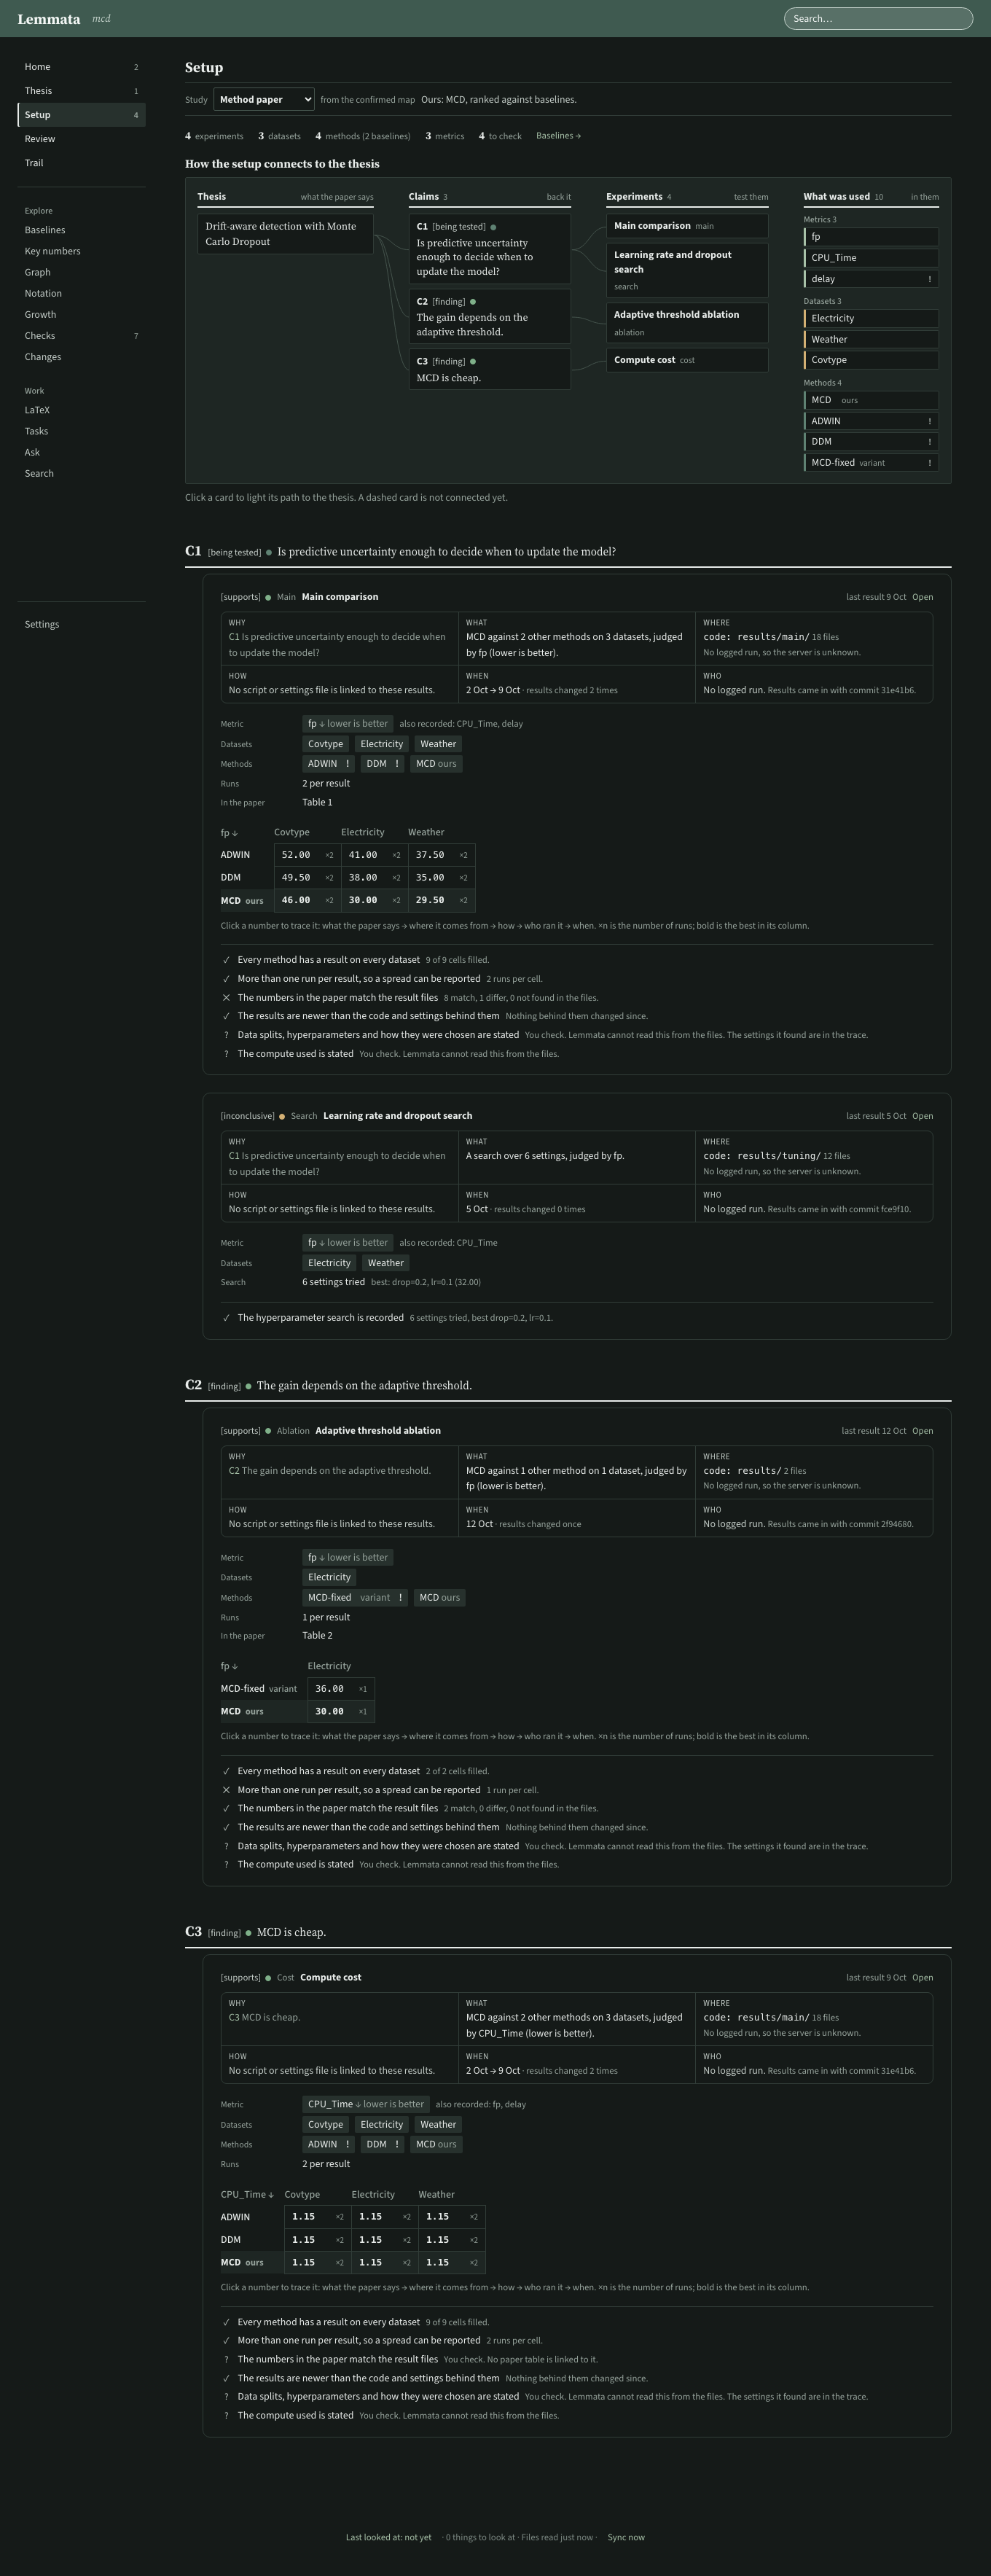 Lemmata mcd Search…
Home 2
Thesis 1
Setup 4
Review
Trail
Explore
Baselines
Key numbers
Graph
Notation
Growth
Checks 7
Changes
Work
LaTeX
Tasks
Ask
Search
Settings
Setup
Study Method paper from the confirmed map Ours: MCD, ranked against baselines.
4 experiments 3 datasets 4 methods (2 baselines) 3 metrics 4 to check Baselines →
How the setup connects to the thesis
Thesis what the paper says
Drift-aware detection with Monte
Carlo Dropout
Claims 3 back it
C1 [being tested]
Is predictive uncertainty
enough to decide when to
update the model?
C2 [finding]
The gain depends on the
adaptive threshold.
C3 [finding]
MCD is cheap.
Experiments 4 test them
Main comparison main
Learning rate and dropout
search
search
Adaptive threshold ablation
ablation
Compute cost cost
What was used 10 in them
Metrics 3
fp
CPU_Time
delay !
Datasets 3
Electricity
Weather
Covtype
Methods 4
MCD ours
ADWIN !
DDM !
MCD-fixed variant !
Click a card to light its path to the thesis. A dashed card is not connected yet.
C1 [being tested] Is predictive uncertainty enough to decide when to update the model?
[supports] Main Main comparison last result 9 Oct Open
WHY
C1 Is predictive uncertainty enough to decide when
to update the model?
WHAT
MCD against 2 other methods on 3 datasets, judged
by fp (lower is better).
WHERE
code: results/main/ 18 files
No logged run, so the server is unknown.
HOW
No script or settings file is linked to these results.
WHEN
2 Oct → 9 Oct · results changed 2 times
WHO
No logged run. Results came in with commit 31e41b6.
Metric fp ↓ lower is better also recorded: CPU_Time, delay
Datasets Covtype Electricity Weather
Methods ADWIN ! DDM ! MCD ours
Runs 2 per result
In the paper Table 1
fp ↓ Covtype Electricity Weather
ADWIN 52.00 ×2 41.00 ×2 37.50 ×2
DDM 49.50 ×2 38.00 ×2 35.00 ×2
MCD ours 46.00 ×2 30.00 ×2 29.50 ×2
Click a number to trace it: what the paper says → where it comes from → how → who ran it → when. ×n is the number of runs; bold is the best in its column.
✓ Every method has a result on every dataset 9 of 9 cells filled.
✓ More than one run per result, so a spread can be reported 2 runs per cell.
✕ The numbers in the paper match the result files 8 match, 1 differ, 0 not found in the files.
✓ The results are newer than the code and settings behind them Nothing behind them changed since.
? Data splits, hyperparameters and how they were chosen are stated You check. Lemmata cannot read this from the files. The settings it found are in the trace.
? The compute used is stated You check. Lemmata cannot read this from the files.
[inconclusive] Search Learning rate and dropout search last result 5 Oct Open
WHY
C1 Is predictive uncertainty enough to decide when
to update the model?
WHAT
A search over 6 settings, judged by fp.
WHERE
code: results/tuning/ 12 files
No logged run, so the server is unknown.
HOW
No script or settings file is linked to these results.
WHEN
5 Oct · results changed 0 times
WHO
No logged run. Results came in with commit fce9f10.
Metric fp ↓ lower is better also recorded: CPU_Time
Datasets Electricity Weather
Search 6 settings tried best: drop=0.2, lr=0.1 (32.00)
✓ The hyperparameter search is recorded 6 settings tried, best drop=0.2, lr=0.1.
C2 [finding] The gain depends on the adaptive threshold.
[supports] Ablation Adaptive threshold ablation last result 12 Oct Open
WHY
C2 The gain depends on the adaptive threshold.
WHAT
MCD against 1 other method on 1 dataset, judged by
fp (lower is better).
WHERE
code: results/ 2 files
No logged run, so the server is unknown.
HOW
No script or settings file is linked to these results.
WHEN
12 Oct · results changed once
WHO
No logged run. Results came in with commit 2f94680.
Metric fp ↓ lower is better
Datasets Electricity
Methods MCD-fixed variant ! MCD ours
Runs 1 per result
In the paper Table 2
fp ↓ Electricity
MCD-fixed variant 36.00 ×1
MCD ours 30.00 ×1
Click a number to trace it: what the paper says → where it comes from → how → who ran it → when. ×n is the number of runs; bold is the best in its column.
✓ Every method has a result on every dataset 2 of 2 cells filled.
✕ More than one run per result, so a spread can be reported 1 run per cell.
✓ The numbers in the paper match the result files 2 match, 0 differ, 0 not found in the files.
✓ The results are newer than the code and settings behind them Nothing behind them changed since.
? Data splits, hyperparameters and how they were chosen are stated You check. Lemmata cannot read this from the files. The settings it found are in the trace.
? The compute used is stated You check. Lemmata cannot read this from the files.
C3 [finding] MCD is cheap.
[supports] Cost Compute cost last result 9 Oct Open
WHY
C3 MCD is cheap.
WHAT
MCD against 2 other methods on 3 datasets, judged
by CPU_Time (lower is better).
WHERE
code: results/main/ 18 files
No logged run, so the server is unknown.
HOW
No script or settings file is linked to these results.
WHEN
2 Oct → 9 Oct · results changed 2 times
WHO
No logged run. Results came in with commit 31e41b6.
Metric CPU_Time ↓ lower is better also recorded: fp, delay
Datasets Covtype Electricity Weather
Methods ADWIN ! DDM ! MCD ours
Runs 2 per result
CPU_Time ↓ Covtype Electricity Weather
ADWIN 1.15 ×2 1.15 ×2 1.15 ×2
DDM 1.15 ×2 1.15 ×2 1.15 ×2
MCD ours 1.15 ×2 1.15 ×2 1.15 ×2
Click a number to trace it: what the paper says → where it comes from → how → who ran it → when. ×n is the number of runs; bold is the best in its column.
✓ Every method has a result on every dataset 9 of 9 cells filled.
✓ More than one run per result, so a spread can be reported 2 runs per cell.
? The numbers in the paper match the result files You check. No paper table is linked to it.
✓ The results are newer than the code and settings behind them Nothing behind them changed since.
? Data splits, hyperparameters and how they were chosen are stated You check. Lemmata cannot read this from the files. The settings it found are in the trace.
? The compute used is stated You check. Lemmata cannot read this from the files.
Last looked at: not yet · 0 things to look at · Files read just now · Sync now